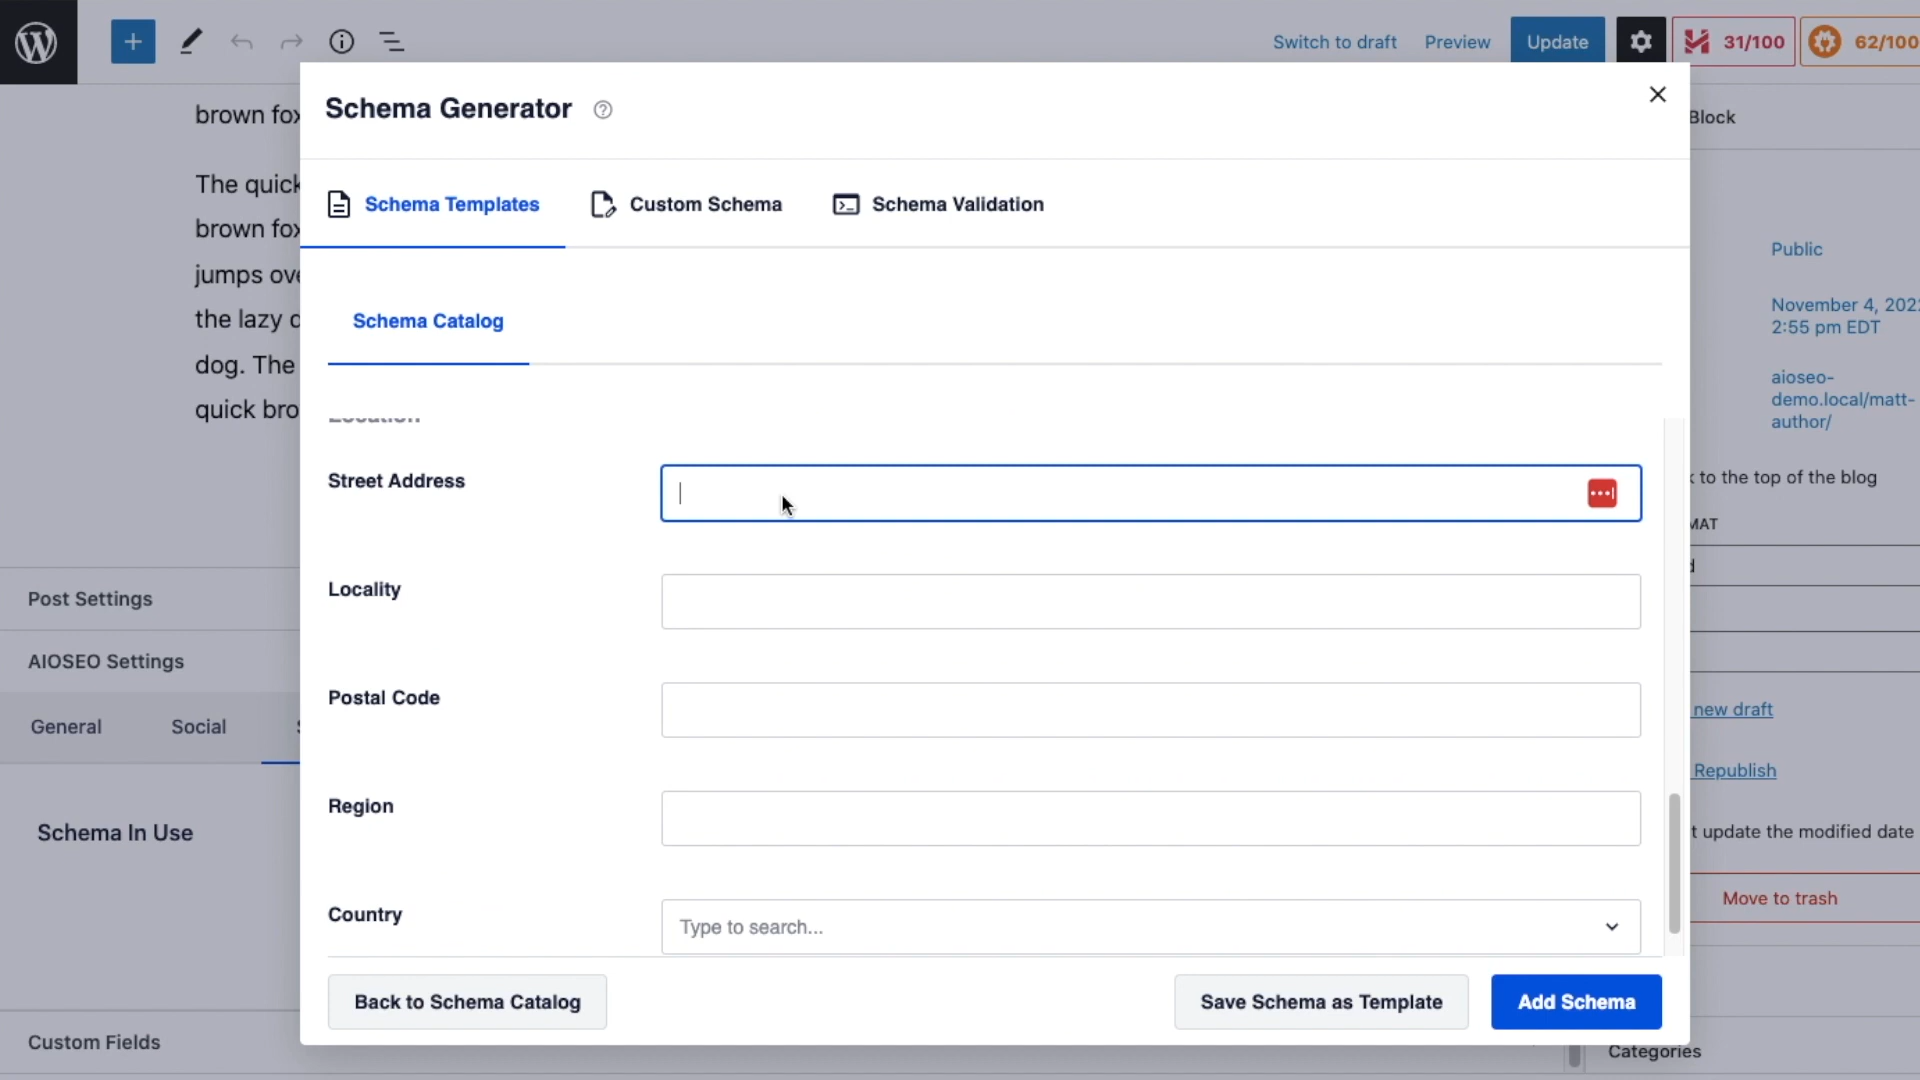 Switch to draft
Preview
Update
31/100
62/100
brown fox
The quick
brown fox
jumps ove
the lazy d
dog. The
quick bro
Post Settings
AIOSEO Settings
General
Social
Schema In Use
Custom Fields
Schema Generator
Schema Templates
Custom Schema
Schema Validation
Schema Catalog
Location
Street Address
Locality
Postal Code
Region
Country
Type to search...
Back to Schema Catalog
Save Schema as Template
Add Schema
Block
Public
November 4, 202
2:55 pm EDT
aioseo-
demo.local/matt-
author/
to the top of the blog
MAT
new draft
Republish
t update the modified date
Move to trash
Categories